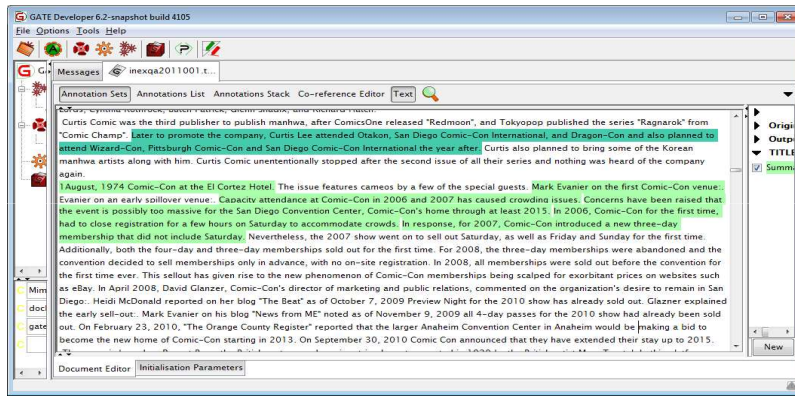 GATE Developer 6.2-snapshot build 4105
File Options Tools Help
Messages inexqa2011001.t...
Annotation Sets Annotations List Annotations Stack Co-reference Editor Text
Curtis Comic was the third publisher to publish manhwa, after ComicsOne released "Redmoon", and Tokyopop published the series "Ragnarok" from
"Comic Champ". Later to promote the company, Curtis Lee attended Otakon, San Diego Comic-Con International, and Dragon-Con and also planned to
attend Wizard-Con, Pittsburgh Comic-Con and San Diego Comic-Con International the year after. Curtis also planned to bring some of the Korean
manhwa artists along with him. Curtis Comic unententionally stopped after the second issue of all their series and nothing was heard of the company
again.
1August, 1974 Comic-Con at the El Cortez Hotel. The issue features cameos by a few of the special guests. Mark Evanier on the first Comic-Con venue:.
Evanier on an early spillover venue:. Capacity attendance at Comic-Con in 2006 and 2007 has caused crowding issues. Concerns have been raised that
the event is possibly too massive for the San Diego Convention Center, Comic-Con's home through at least 2015. In 2006, Comic-Con for the first time,
had to close registration for a few hours on Saturday to accommodate crowds. In response, for 2007, Comic-Con introduced a new three-day
membership that did not include Saturday. Nevertheless, the 2007 show went on to sell out Saturday, as well as Friday and Sunday for the first time.
Additionally, both the four-day and three-day memberships sold out for the first time. For 2008, the three-day memberships were abandoned and the
convention decided to sell memberships only in advance, with no on-site registration. In 2008, all memberships were sold out before the convention for
the first time ever. This sellout has given rise to the new phenomenon of Comic-Con memberships being scalped for exorbitant prices on websites such
as eBay. In April 2008, David Glanzer, Comic-Con's director of marketing and public relations, commented on the organization's desire to remain in San
Diego:. Heidi McDonald reported on her blog "The Beat" as of October 7, 2009 Preview Night for the 2010 show has already sold out. Glazner explained
the early sell-out:. Mark Evanier on his blog "News from ME" noted as of November 9, 2009 all 4-day passes for the 2010 show had already been sold
out. On February 23, 2010, "The Orange County Register" reported that the larger Anaheim Convention Center in Anaheim would be making a bid to
become the new home of Comic-Con starting in 2013. On September 30, 2010 Comic Con announced that they have extended their stay up to 2015.
Origi
Outp
TITLE
Summa
Mim
docl
gate
New
Document Editor Initialisation Parameters